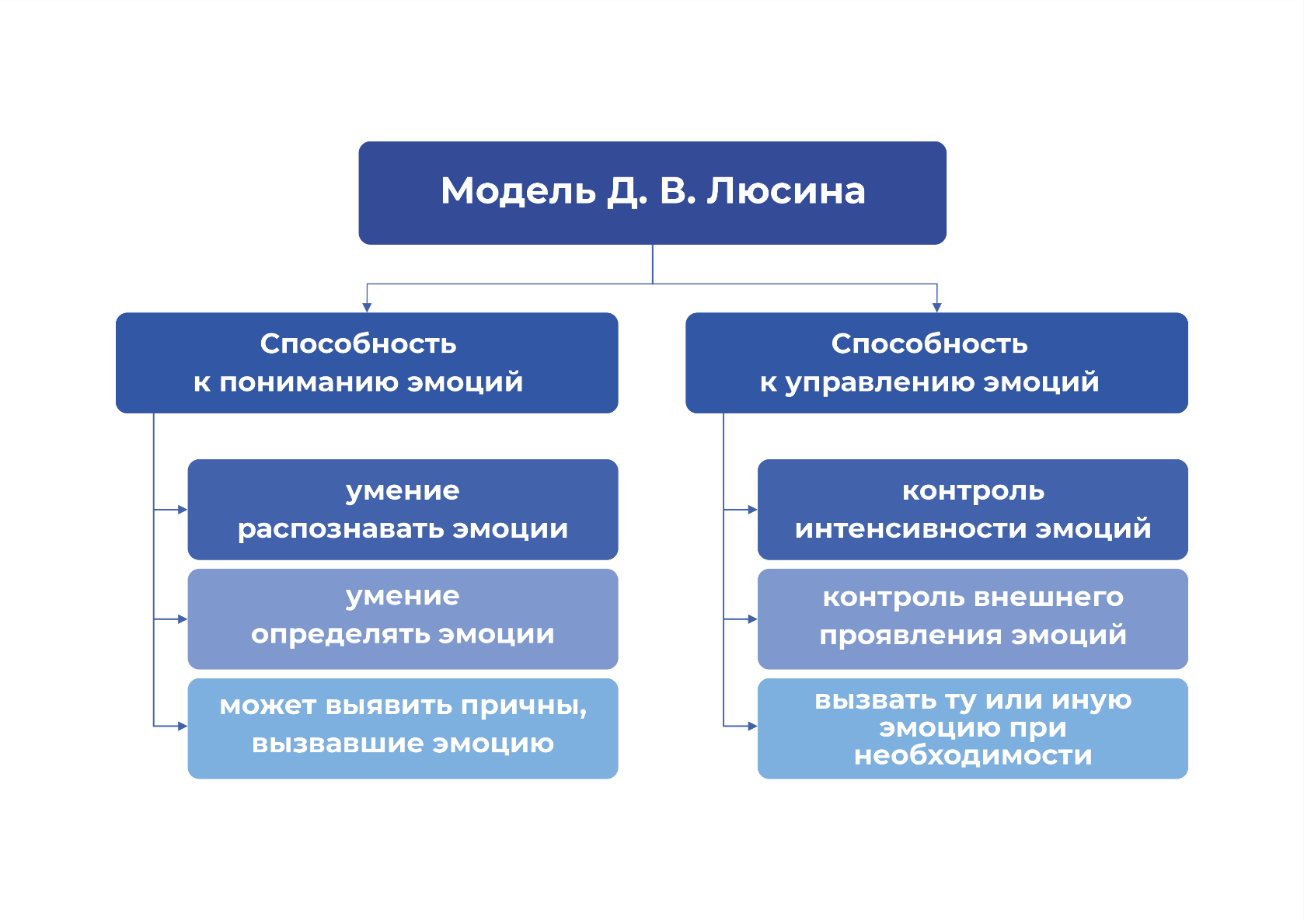 Модель Д. В. Люсина
Способность
к пониманию эмоций
умение
распознавать эмоции
умение
определять эмоции
может выявить причны,
вызвавшие эмоцию
Способность
к управлению эмоций
контроль
интенсивности эмоций
контроль внешнего
проявления эмоций
вызвать ту или иную
эмоцию при
необходимости